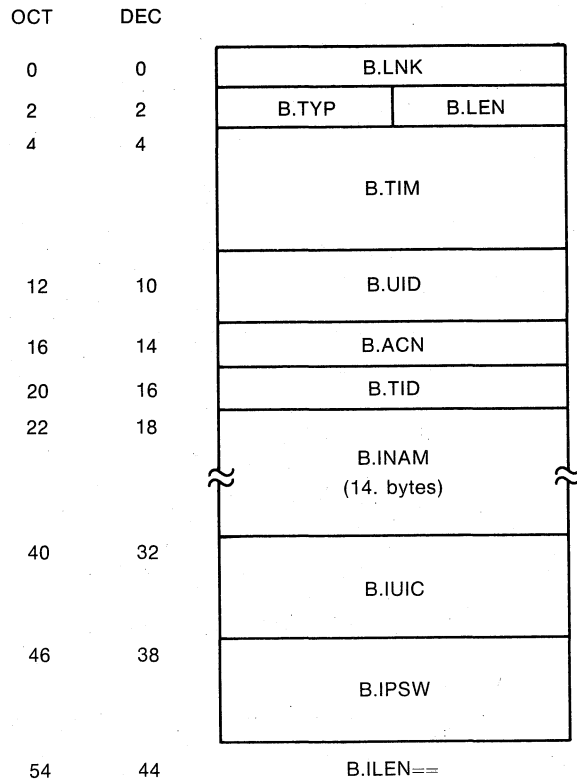 OCT DEC
0 0 B.LNK
2 2 B.TYP B.LEN
4 4
B.TIM
12 10 B.UID
16 14 B.ACN
20 16 B.TID
22 18
B.INAM
(14. bytes)
40 32
B.IUIC
46 38
B.IPSW
54 44 B.ILEN==